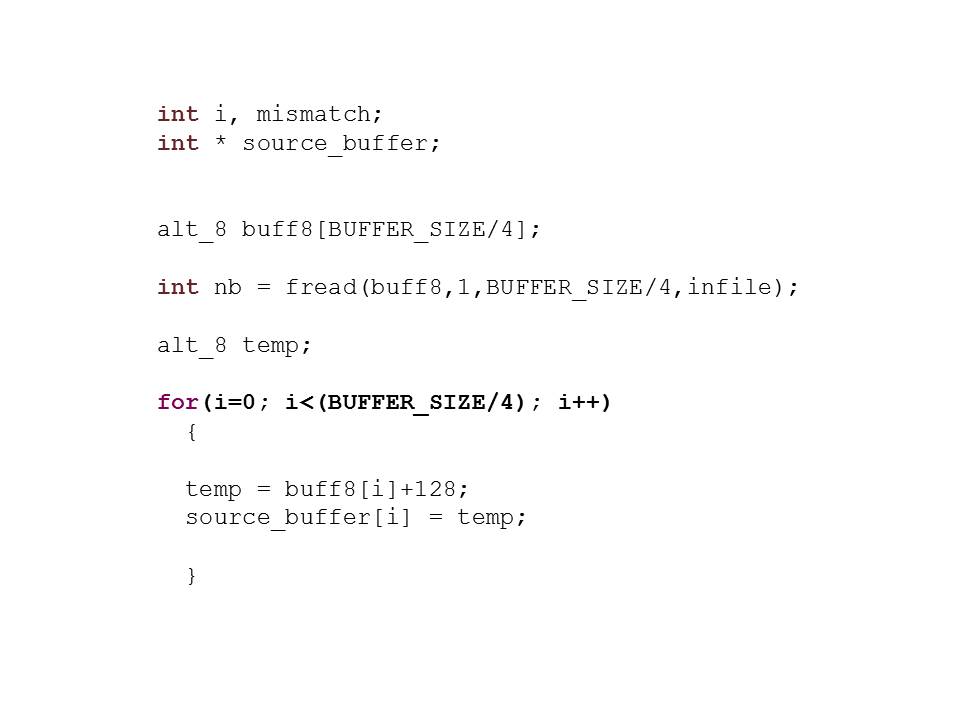 int i, mismatch;
int * source_buffer;
alt_8 buff8[BUFFER_SIZE/4];
int nb = fread(buff8,1,BUFFER_SIZE/4,infile);
alt_8 temp;
for(i=0; i<(BUFFER_SIZE/4); i++)
{
temp = buff8[i]+128;
source_buffer[i] = temp;
}